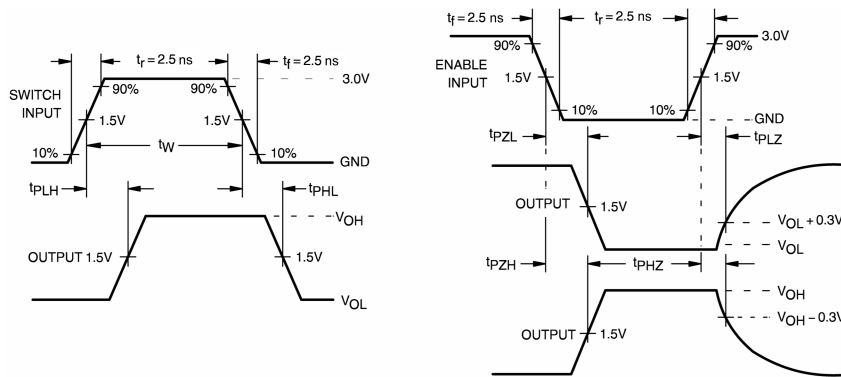 tr = 2.5 ns
tf = 2.5 ns
3.0V
SWITCH
INPUT
90%
90%
1.5V
1.5V
10%
tW
10%
GND
tPLH
tPHL
VOH
OUTPUT 1.5V
1.5V
VOL
tf = 2.5 ns
tr = 2.5 ns
3.0V
90%
90%
ENABLE
INPUT
1.5V
1.5V
10%
10%
GND
tPZL
tPLZ
OUTPUT
1.5V
VOL + 0.3V
VOL
tPZH
tPHZ
VOH
VOH – 0.3V
OUTPUT
1.5V